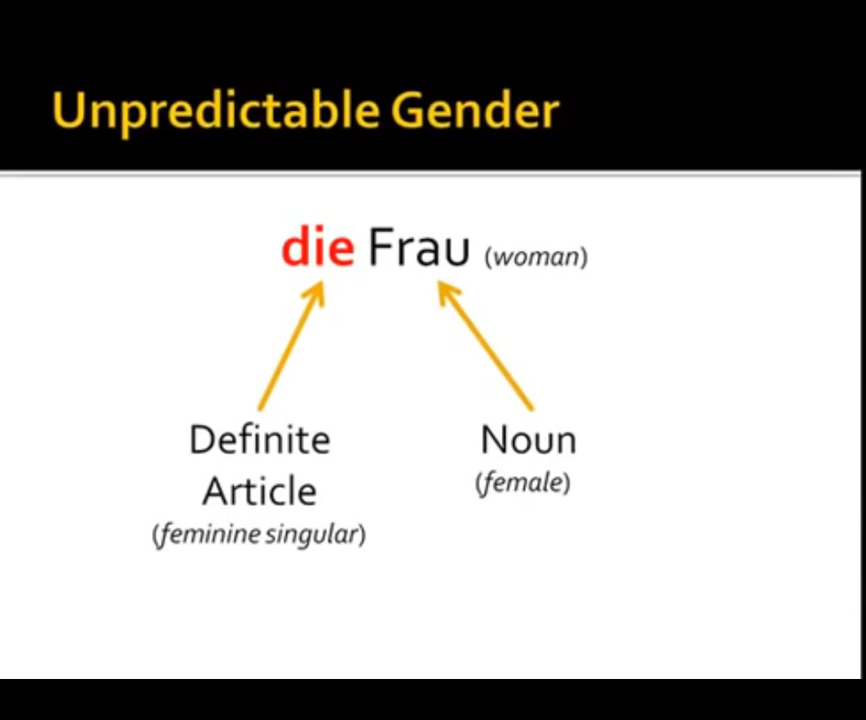 Unpredictable Gender
die Frau (woman)
Definite
Article
(feminine singular)
Noun
(female)